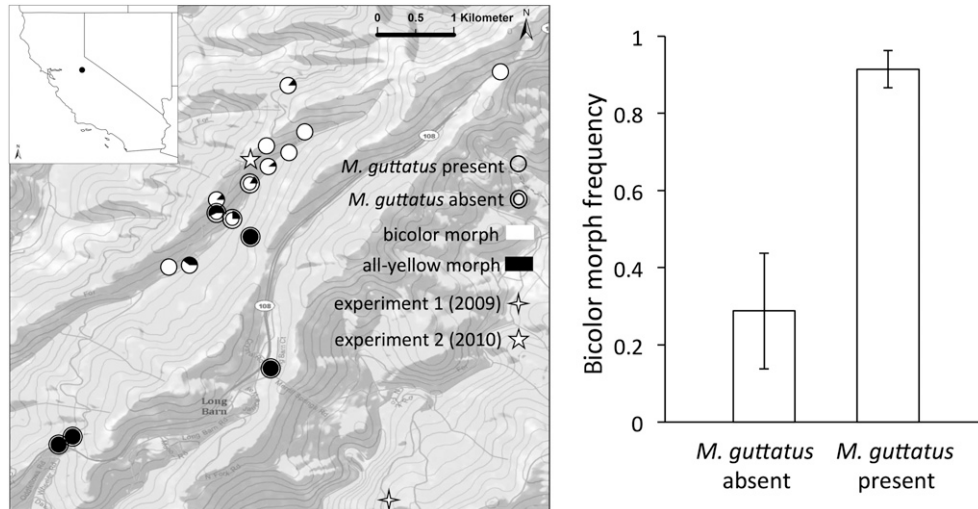 0 0.5 1 Kilometer
N
N
108
108
108
M. guttatus present
M. guttatus absent
bicolor morph
all-yellow morph
experiment 1 (2009)
experiment 2 (2010)
Long
Barn
Bicolor morph frequency
1
0.8
0.6
0.4
0.2
0
M. guttatus
absent
M. guttatus
present